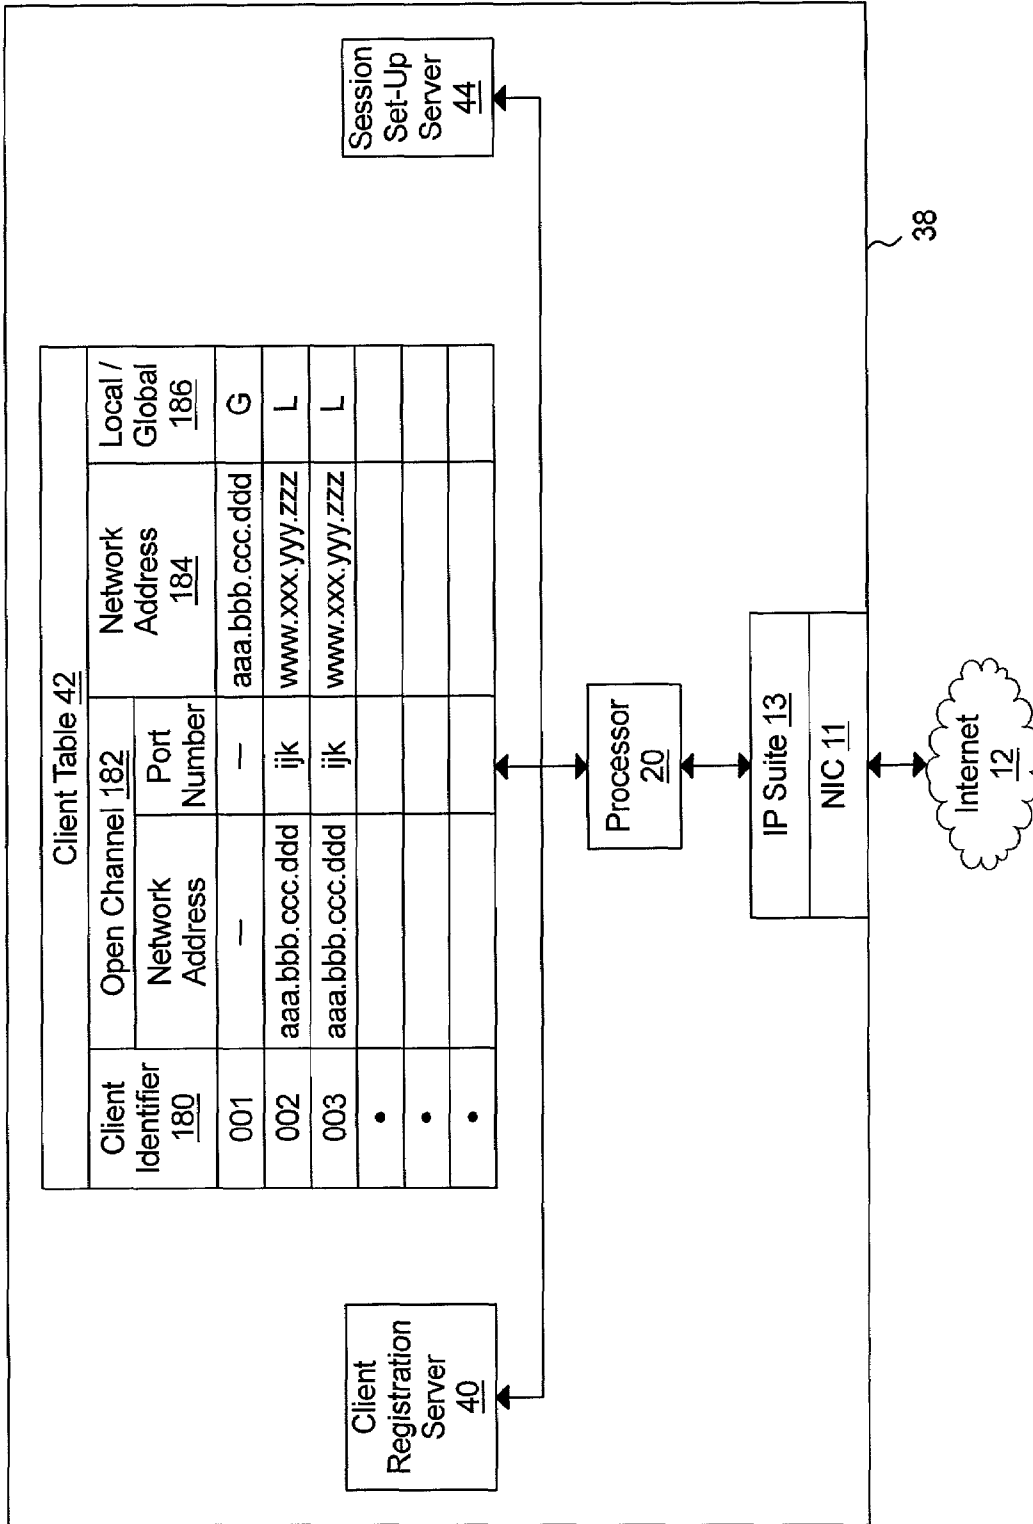 Client Table 42
Client
Identifier
180
Open Channel 182
Network
Address
Port
Number
Network
Address
184
Local /
Global
186
001
—
—
aaa.bbb.ccc.ddd
G
002
aaa.bbb.ccc.ddd
ijk
www.xxx.yyy.zzz
L
003
aaa.bbb.ccc.ddd
ijk
www.xxx.yyy.zzz
L
•
•
•
Client
Registration
Server
40
Session
Set-Up
Server
44
Processor
20
IP Suite 13
NIC 11
Internet
12
38